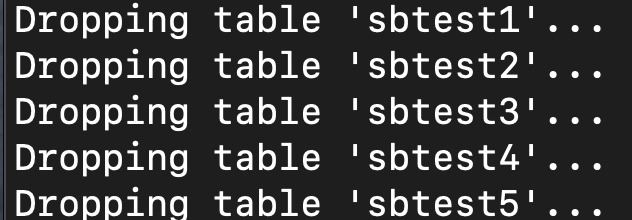 Dropping table 'sbtest1'...
Dropping table 'sbtest2'...
Dropping table 'sbtest3'...
Dropping table 'sbtest4'...
Dropping table 'sbtest5'...